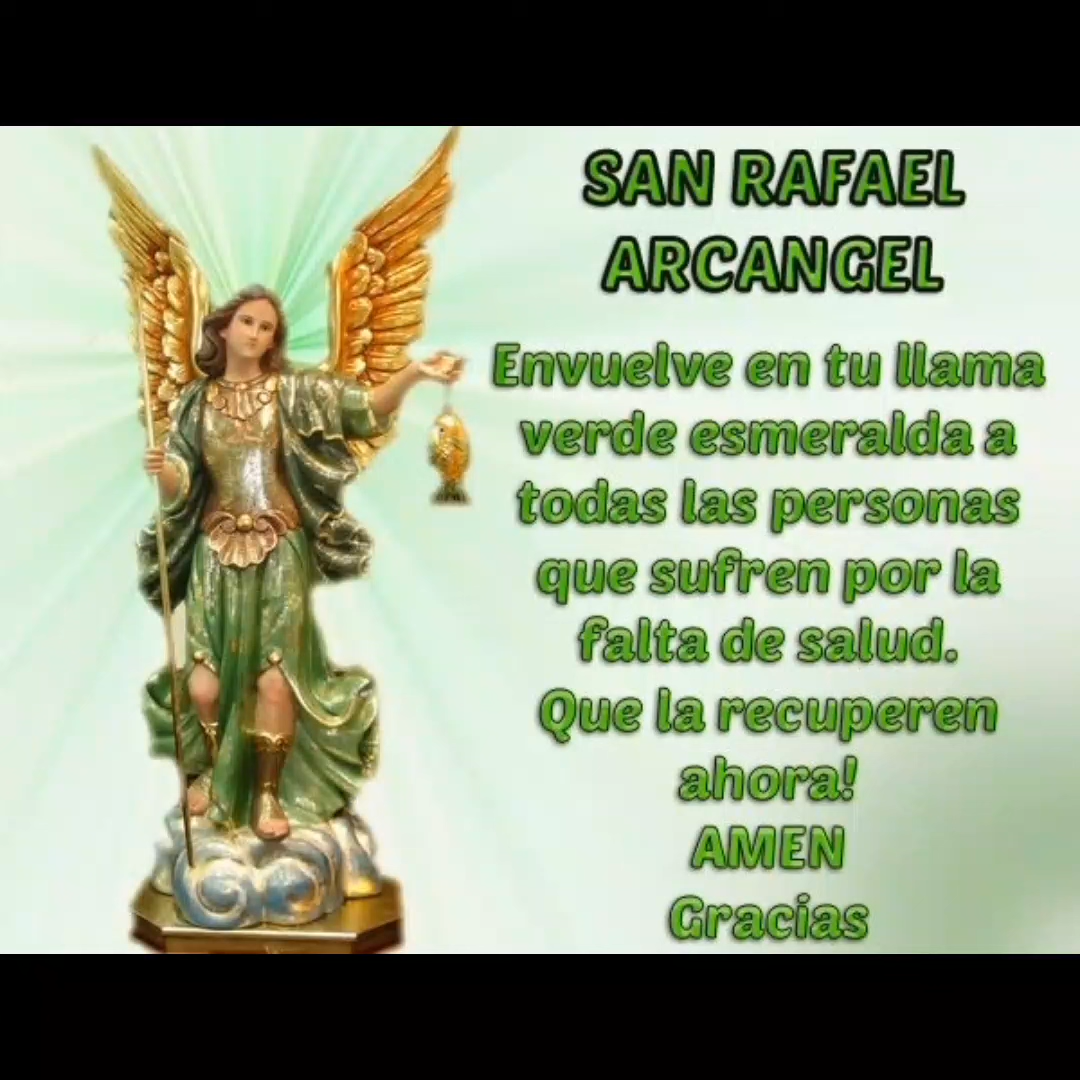 SAN RAFAEL
ARCANGEL
Envuelve en tu llama
verde esmeralda a
todas las personas
que sufren por la
falta de salud.
Que la recuperen
ahora!
AMEN
Gracias